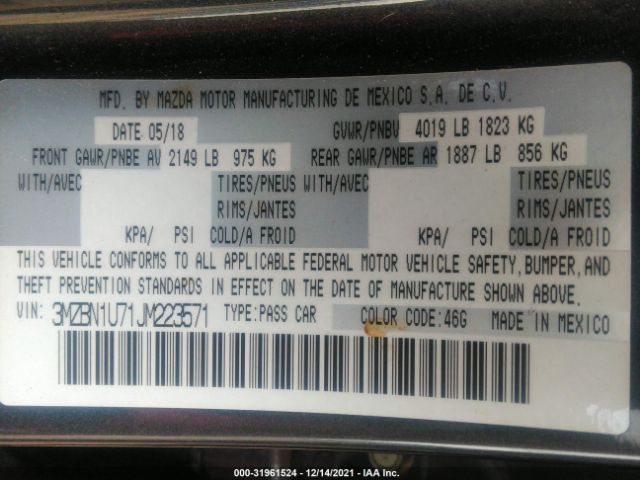 MFD. BY MAZDA MOTOR MANUFACTURING DE MEXICO S.A. DE C.V.
DATE 05/18 GVWR/PNBV 4019 LB 1823 KG
FRONT GAWR/PNBE AV 2149 LB 975 KG REAR GAWR/PNBE AR 1887 LB 856 KG
WITH/AVEC TIRES/PNEUS WITH/AVEC TIRES/PNEUS
RIMS/JANTES RIMS/JANTES
KPA/ PSI COLD/A FROID KPA/ PSI COLD/A FROID
THIS VEHICLE CONFORMS TO ALL APPLICABLE FEDERAL MOTOR VEHICLE SAFETY, BUMPER, AND
THEFT PREVENTION STANDARDS IN EFFECT ON THE DATE OF MANUFACTURE SHOWN ABOVE.
VIN: 3MZBN1U71JM223571 TYPE:PASS CAR COLOR CODE:46G MADE IN MEXICO
000-31961524 - 12/14/2021 - IAA Inc.